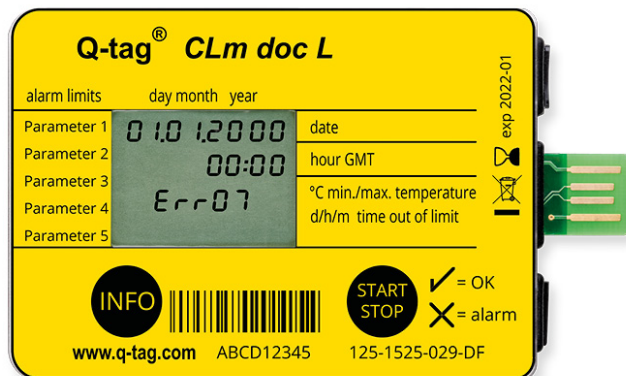 Q-tag® CLm doc L
alarm limits day month year
Parameter 1
Parameter 2
Parameter 3
Parameter 4
Parameter 5
01.01.2000
00:00
Err07
date
hour GMT
°C min./max. temperature
d/h/m time out of limit
exp 2022-01
INFO
START
STOP
= OK
= alarm
www.q-tag.com ABCD12345 125-1525-029-DF